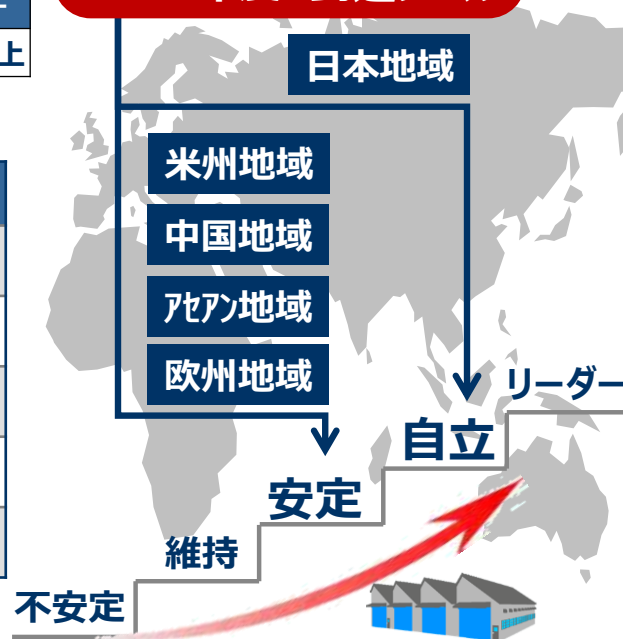 上
日本地域
米州地域
中国地域
ｱｾｱﾝ地域
欧州地域
リーダー
自立
安定
維持
不安定